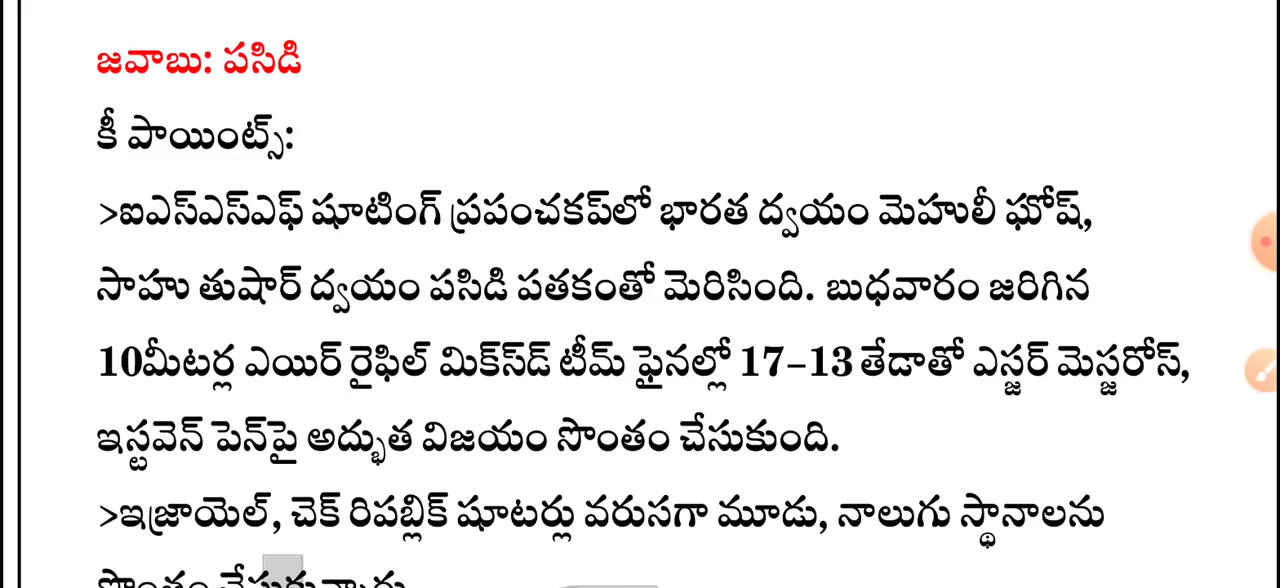 జవాబు: పసిడి
కీ పాయింట్స్:
>ఐఎస్ఎస్ఎఫ్ షూటింగ్ ప్రపంచకప్‌లో భారత ద్వయం మెహులీ ఘోష్,
సాహు తుషార్ ద్వయం పసిడి పతకంతో మెరిసింది. బుధవారం జరిగిన
10మీటర్ల ఎయిర్ రైఫిల్ మిక్స్‌డ్ టీమ్ ఫైనల్లో 17-13 తేడాతో ఎస్జర్ మెస్జరోస్,
ఇస్టవెన్ పెన్‌పై అద్భుత విజయం సొంతం చేసుకుంది.
>ఇజ్రాయెల్, చెక్ రిపబ్లిక్ షూటర్లు వరుసగా మూడు, నాలుగు స్థానాలను
సొంతం చేసుకున్నారు.